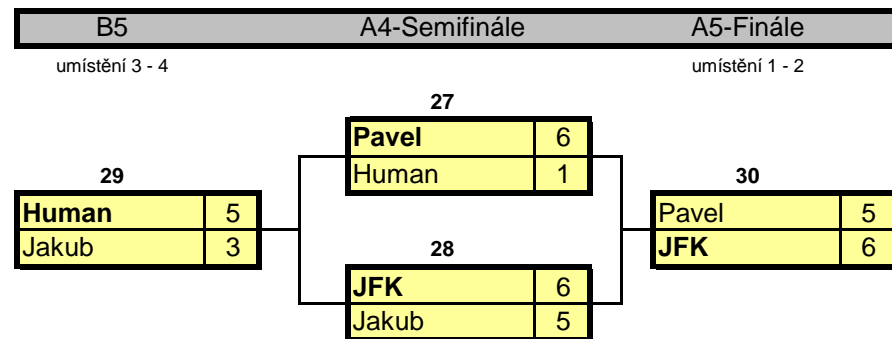 B5 A4-Semifinále A5-Finále
umístění 3 - 4 umístění 1 - 2
27
Pavel 6
Human 1
29
Human 5
Jakub 3
30
Pavel 5
JFK 6
28
JFK 6
Jakub 5